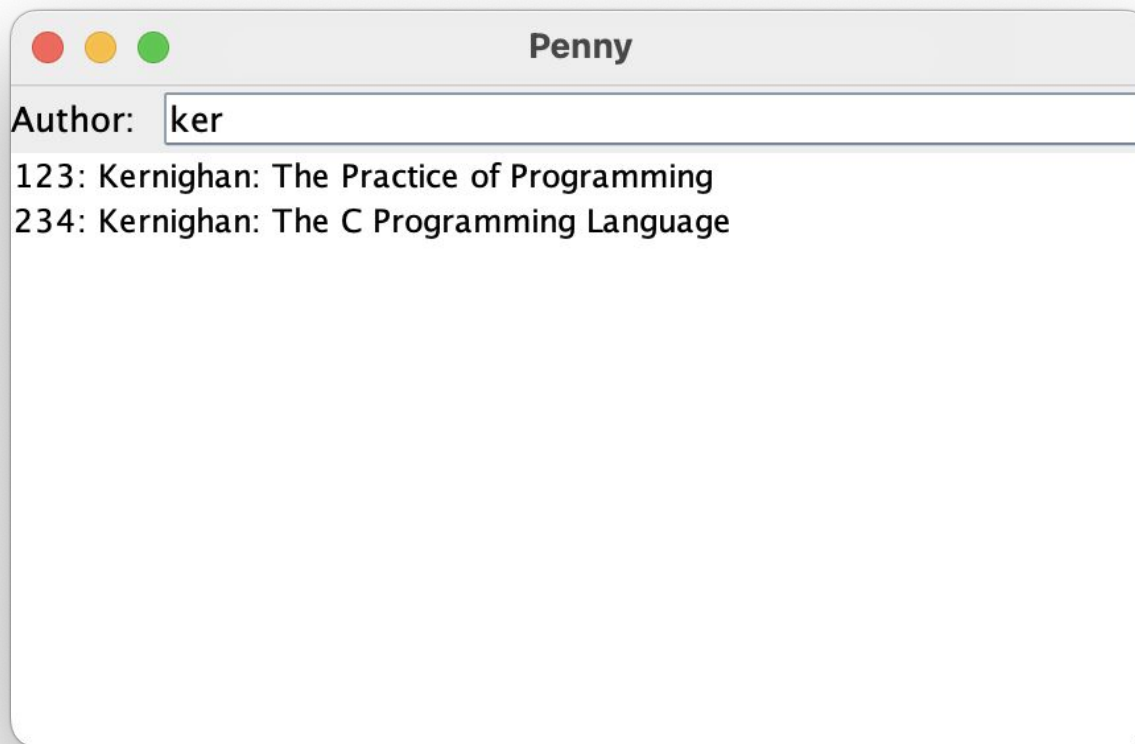 Penny
Author: ker
123: Kernighan: The Practice of Programming
234: Kernighan: The C Programming Language